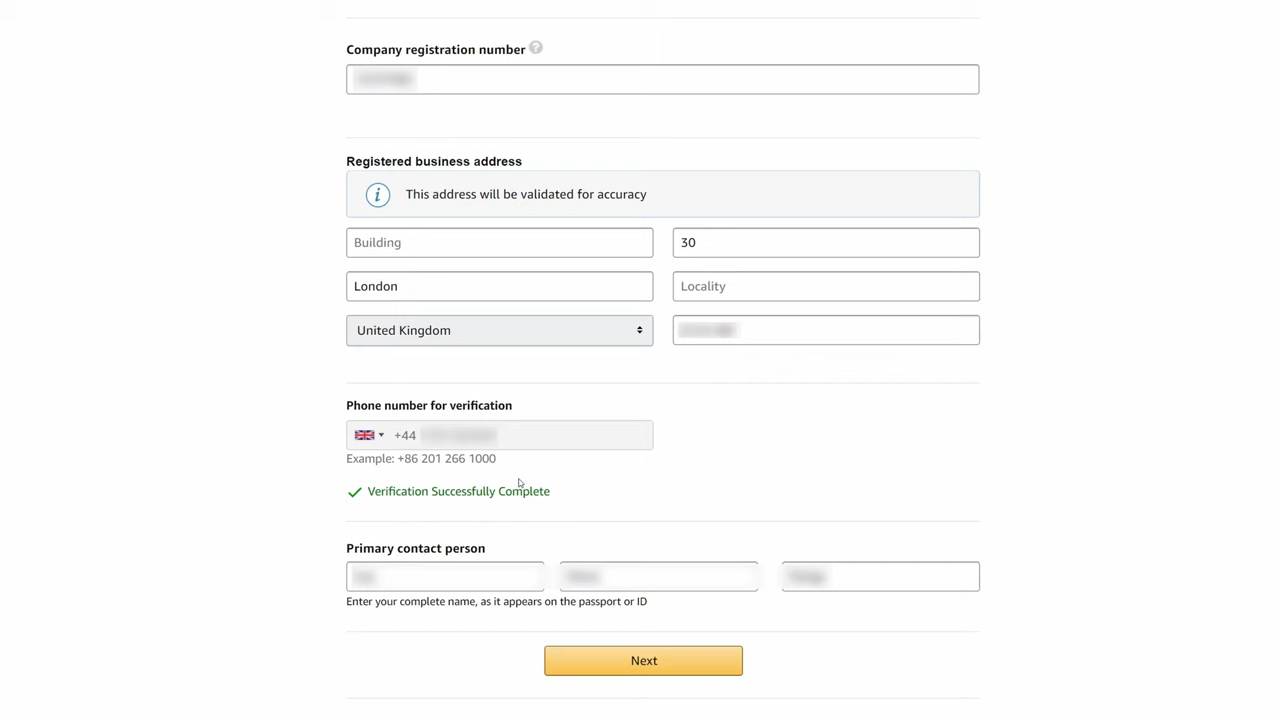 Company registration number ?
Registered business address
i This address will be validated for accuracy
Building
30
London
Locality
United Kingdom
Phone number for verification
+44
Example: +86 201 266 1000
Verification Successfully Complete
Primary contact person
Enter your complete name, as it appears on the passport or ID
Next